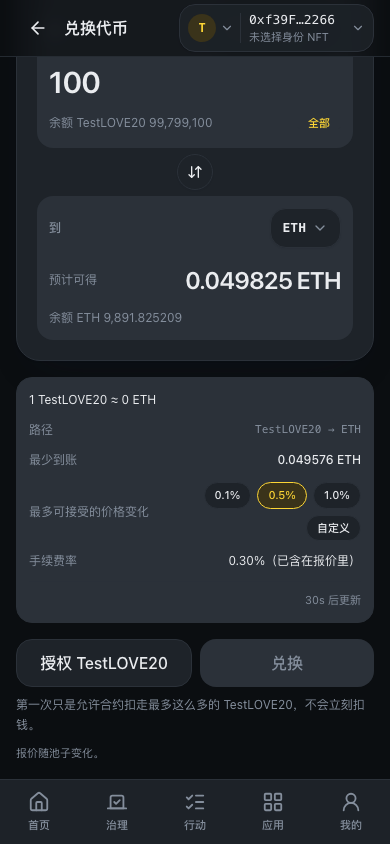 兑换代币
T
0xf39F…2266
未选择身份 NFT
100
余额 TestLOVE20 99,799,100
全部
到
ETH
预计可得
0.049825 ETH
余额 ETH 9,891.825209
1 TestLOVE20 ≈ 0 ETH
路径
TestLOVE20 → ETH
最少到账
0.049576 ETH
最多可接受的价格变化
0.1%
0.5%
1.0%
自定义
手续费率
0.30%（已含在报价里）
30s 后更新
授权 TestLOVE20
兑换
第一次只是允许合约扣走最多这么多的 TestLOVE20，不会立刻扣
钱。
报价随池子变化。
首页
治理
行动
应用
我的